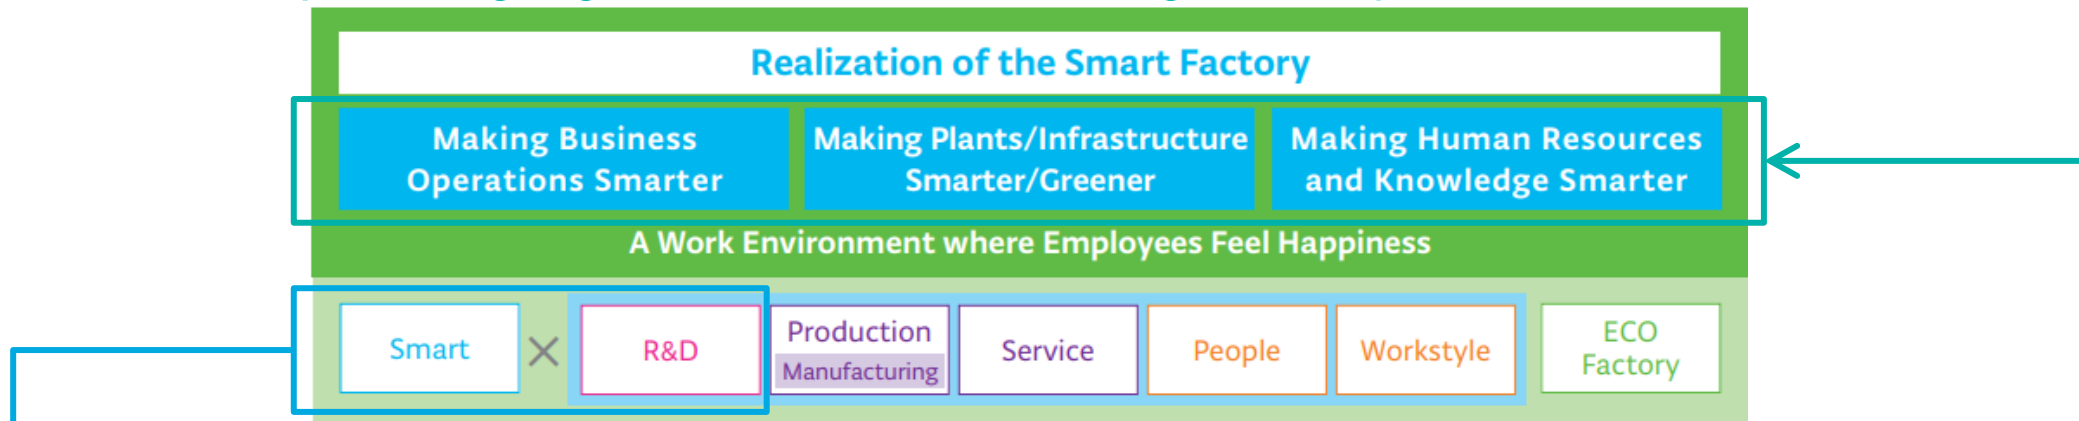 Realization of the Smart Factory
Making Business
Operations Smarter
Making Plants/Infrastructure
Smarter/Greener
Making Human Resources
and Knowledge Smarter
A Work Environment where Employees Feel Happiness
Smart
×
R&D
Production
Manufacturing
Service
People
Workstyle
ECO
Factory